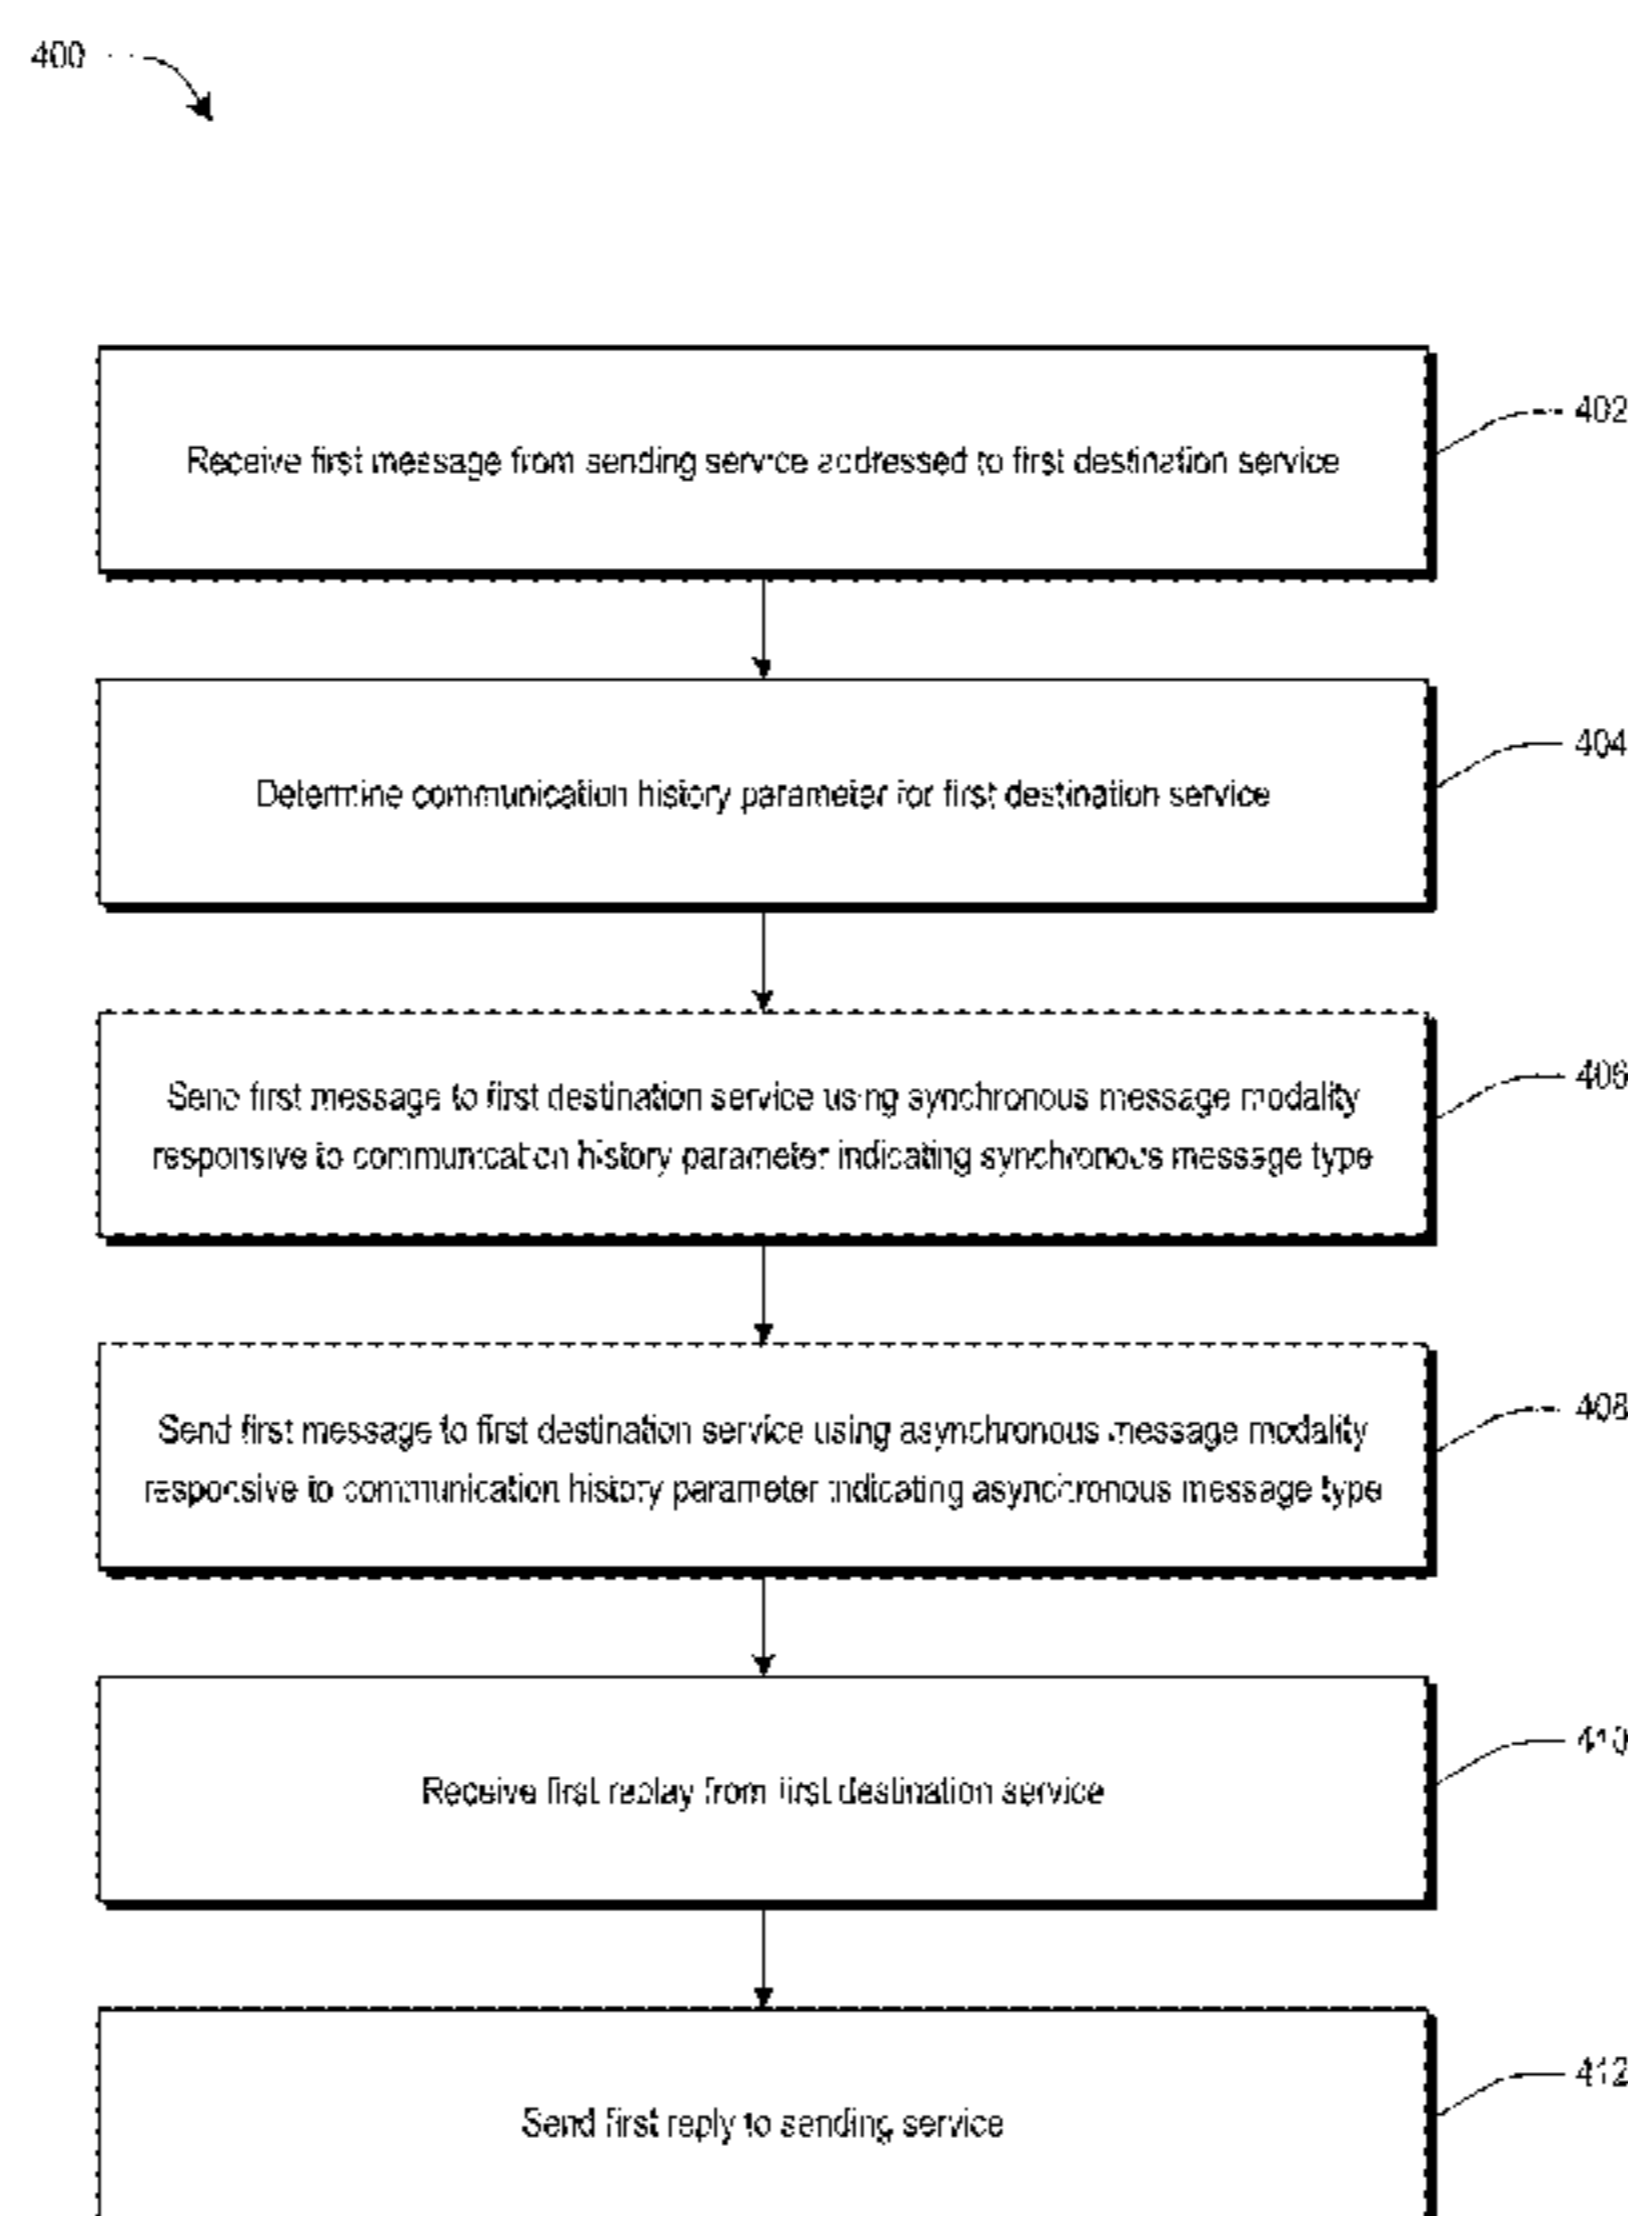 400
Receive first message from sending service addressed to first destination service
402
Determine communication history parameter for first destination service
404
Send first message to first destination service using synchronous message modality
responsive to communication history parameter indicating synchronous message type
406
Send first message to first destination service using asynchronous message modality
responsive to communication history parameter indicating asynchronous message type
408
Receive first replay from first destination service
410
Send first reply to sending service
412